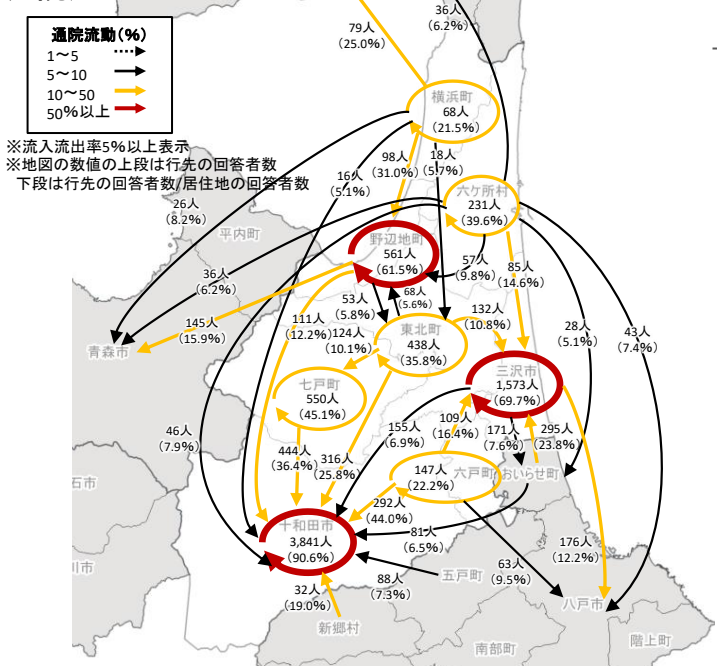 79人
(25.0%)
36人
(6.2%)
通院流動(%)
1〜5
5〜10
10〜50
50%以上
※流入流出率5%以上表示
※地図の数値の上段は行先の回答者数
下段は行先の回答者数/居住地の回答者数
横浜町
68人
(21.5%)
98人
(31.0%)
18人
(5.7%)
16人
(5.1%)
26人
(8.2%)
平内町
六ケ所村
231人
(39.6%)
野辺地町
561人
(61.5%)
57人
(9.8%)
85人
(14.6%)
36人
(6.2%)
53人
(5.8%)
68人
(5.6%)
145人
(15.9%)
111人
(12.2%)
124人
(10.1%)
東北町
438人
(35.8%)
132人
(10.8%)
28人
(5.1%)
43人
(7.4%)
青森市
七戸町
550人
(45.1%)
三沢市
1,573人
(69.7%)
109人
(16.4%)
155人
(6.9%)
171人
(7.6%)
295人
(23.8%)
46人
(7.9%)
444人
(36.4%)
316人
(25.8%)
147人
(22.2%)
六戸町
おいらせ町
石市
292人
(44.0%)
十和田市
3,841人
(90.6%)
81人
(6.5%)
176人
(12.2%)
川市
88人
(7.3%)
五戸町
63人
(9.5%)
八戸市
32人
(19.0%)
新郷村
南部町
階上町